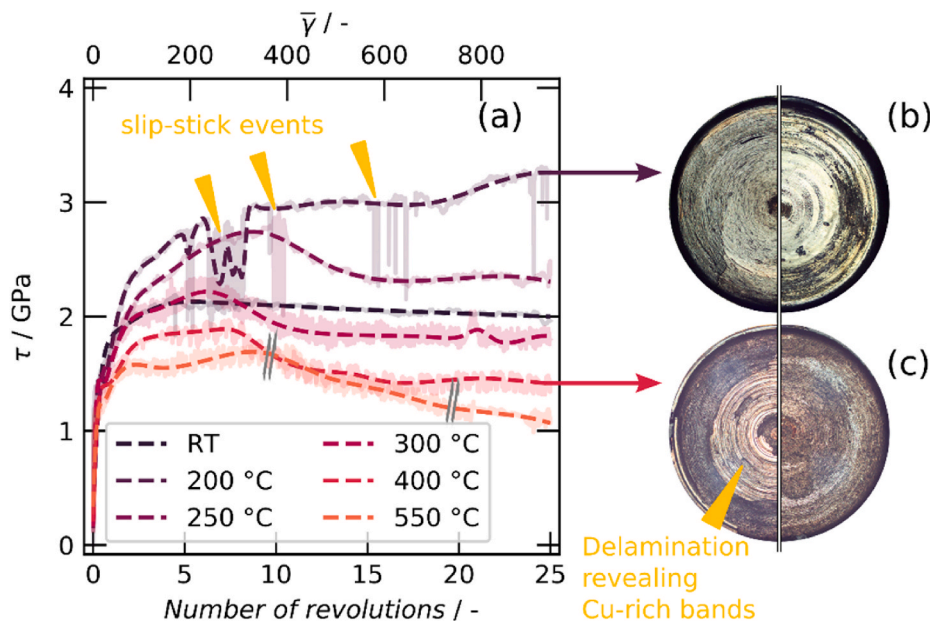 γ̅ / -
0 200 400 600 800
4
3
2
1
0
τ / GPa
(a)
slip-stick events
RT
200 °C
250 °C
300 °C
400 °C
550 °C
0 5 10 15 20 25
Number of revolutions / -
(b)
(c)
Delamination
revealing
Cu-rich bands